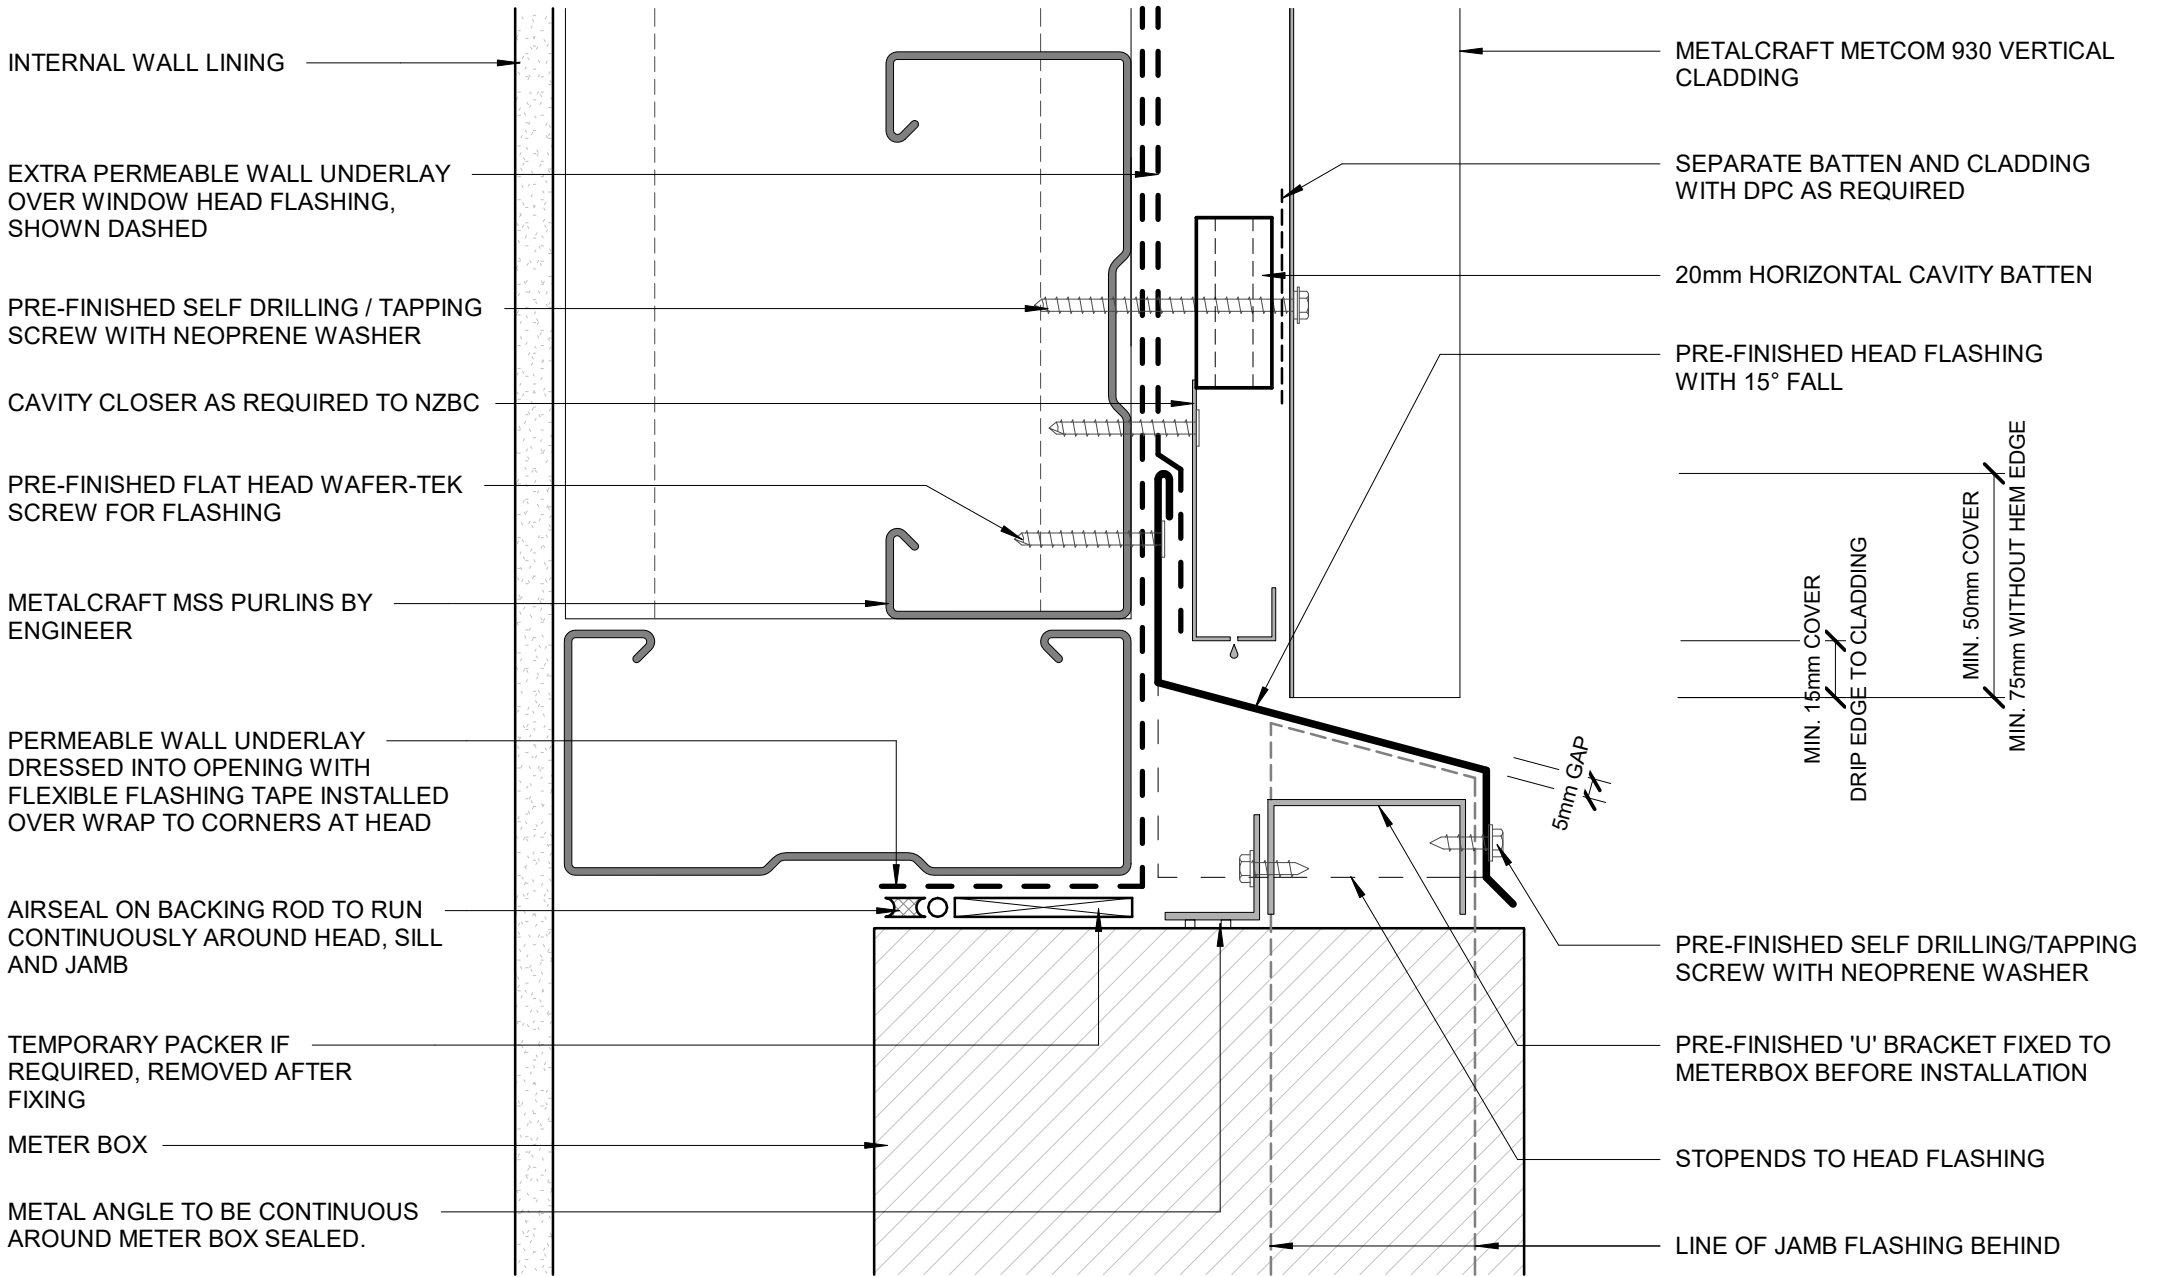 INTERNAL WALL LINING
EXTRA PERMEABLE WALL UNDERLAY
OVER WINDOW HEAD FLASHING,
SHOWN DASHED
PRE-FINISHED SELF DRILLING / TAPPING
SCREW WITH NEOPRENE WASHER
CAVITY CLOSER AS REQUIRED TO NZBC
PRE-FINISHED FLAT HEAD WAFER-TEK
SCREW FOR FLASHING
METALCRAFT MSS PURLINS BY
ENGINEER
PERMEABLE WALL UNDERLAY
DRESSED INTO OPENING WITH
FLEXIBLE FLASHING TAPE INSTALLED
OVER WRAP TO CORNERS AT HEAD
AIRSEAL ON BACKING ROD TO RUN
CONTINUOUSLY AROUND HEAD, SILL
AND JAMB
TEMPORARY PACKER IF
REQUIRED, REMOVED AFTER
FIXING
METER BOX
METAL ANGLE TO BE CONTINUOUS
AROUND METER BOX SEALED.
METALCRAFT METCOM 930 VERTICAL
CLADDING
SEPARATE BATTEN AND CLADDING
WITH DPC AS REQUIRED
20mm HORIZONTAL CAVITY BATTEN
PRE-FINISHED HEAD FLASHING
WITH 15° FALL
5mm GAP
MIN. 15mm COVER
DRIP EDGE TO CLADDING
MIN. 50mm COVER
MIN. 75mm WITHOUT HEM EDGE
PRE-FINISHED SELF DRILLING/TAPPING
SCREW WITH NEOPRENE WASHER
PRE-FINISHED 'U' BRACKET FIXED TO
METERBOX BEFORE INSTALLATION
STOPENDS TO HEAD FLASHING
LINE OF JAMB FLASHING BEHIND